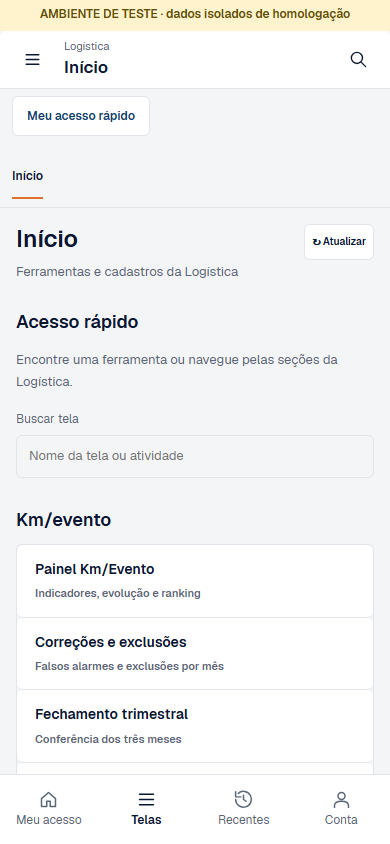 AMBIENTE DE TESTE · dados isolados de homologação
Logística
Início
Meu acesso rápido
Início
Início
↻ Atualizar
Ferramentas e cadastros da Logística
Acesso rápido
Encontre uma ferramenta ou navegue pelas seções da
Logística.
Buscar tela
Nome da tela ou atividade
Km/evento
Painel Km/Evento
Indicadores, evolução e ranking
Correções e exclusões
Falsos alarmes e exclusões por mês
Fechamento trimestral
Conferência dos três meses
Meu acesso
Telas
Recentes
Conta